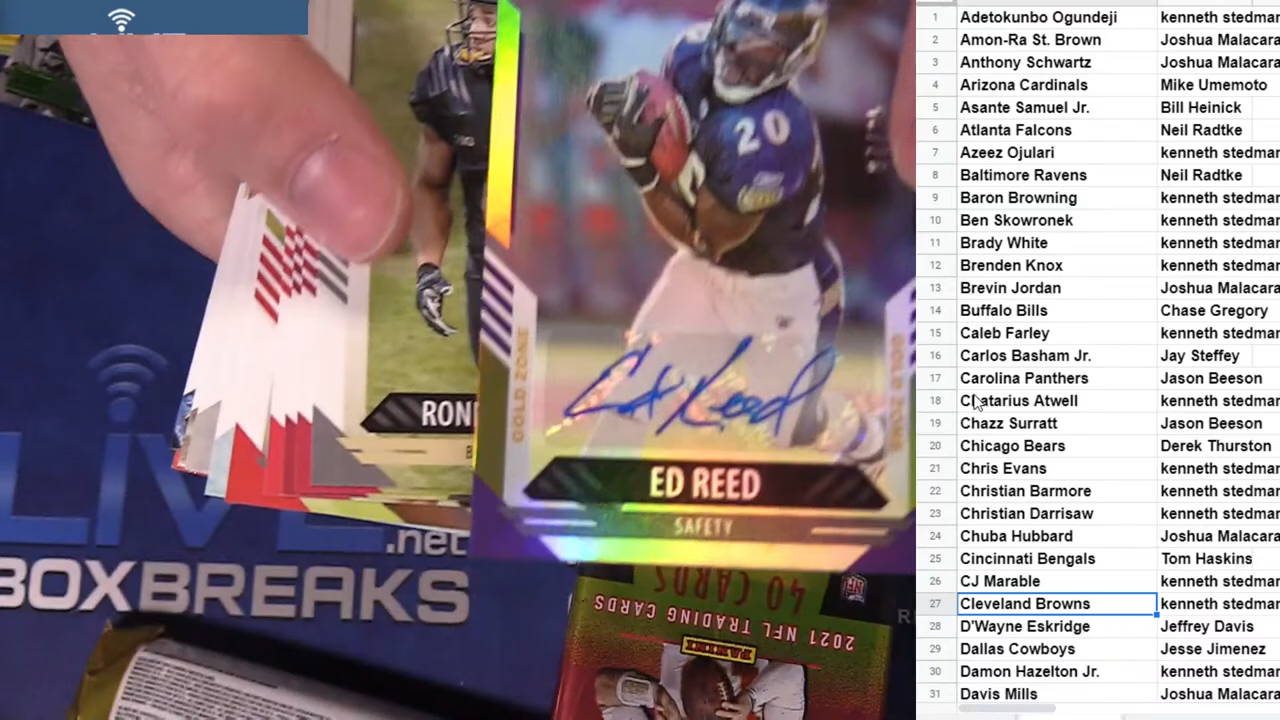 LIVE
.net
BOXBREAKS
RON
20
GOLD ZONE
GOLD ZONE
ED REED
SAFETY
40 CARDS
2021 NFL TRADING CARDS
PANINI
NFL
1 Adetokunbo Ogundeji kenneth stedmar
2 Amon-Ra St. Brown Joshua Malacara
3 Anthony Schwartz Joshua Malacara
4 Arizona Cardinals Mike Umemoto
5 Asante Samuel Jr. Bill Heinick
6 Atlanta Falcons Neil Radtke
7 Azeez Ojulari kenneth stedmar
8 Baltimore Ravens Neil Radtke
9 Baron Browning kenneth stedmar
10 Ben Skowronek kenneth stedmar
11 Brady White kenneth stedmar
12 Brenden Knox kenneth stedmar
13 Brevin Jordan Joshua Malacara
14 Buffalo Bills Chase Gregory
15 Caleb Farley kenneth stedmar
16 Carlos Basham Jr. Jay Steffey
17 Carolina Panthers Jason Beeson
18 Chatarius Atwell kenneth stedmar
19 Chazz Surratt Jason Beeson
20 Chicago Bears Derek Thurston
21 Chris Evans kenneth stedmar
22 Christian Barmore kenneth stedmar
23 Christian Darrisaw kenneth stedmar
24 Chuba Hubbard Joshua Malacara
25 Cincinnati Bengals Tom Haskins
26 CJ Marable kenneth stedmar
27 Cleveland Browns kenneth stedmar
28 D'Wayne Eskridge Jeffrey Davis
29 Dallas Cowboys Jesse Jimenez
30 Damon Hazelton Jr. kenneth stedmar
31 Davis Mills Joshua Malacara